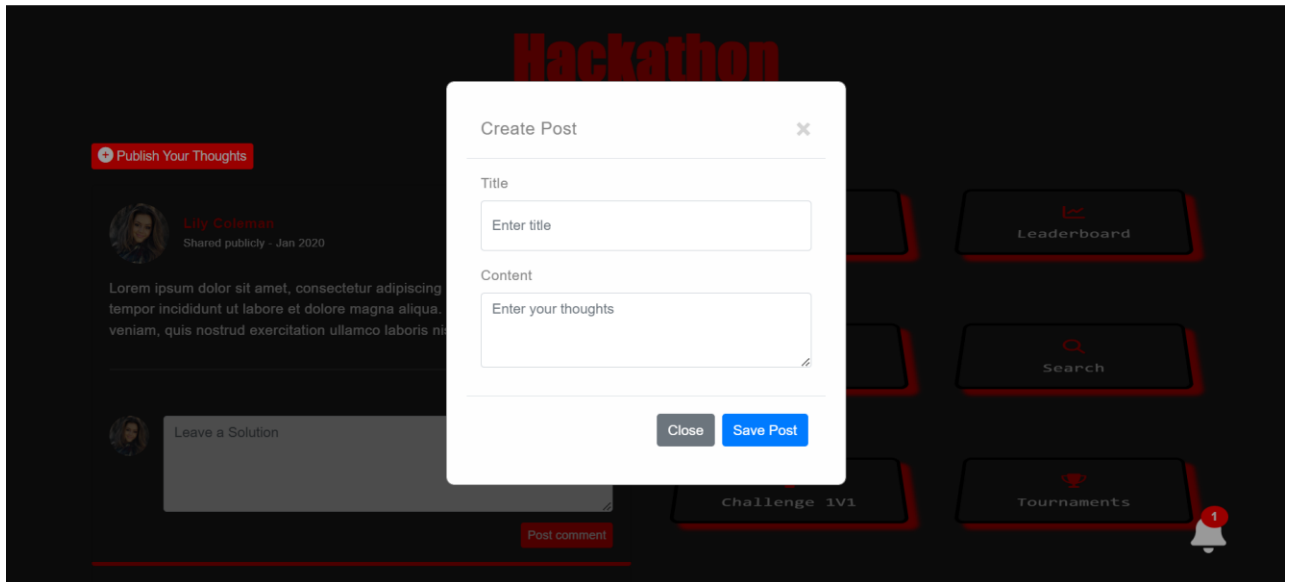 Hackathon
Create Post
Publish Your Thoughts
Title
Enter title
Lily Coleman
Shared publicly - Jan 2020
Leaderboard
Content
Lorem ipsum dolor sit amet, consectetur adipiscing
tempor incididunt ut labore et dolore magna aliqua.
veniam, quis nostrud exercitation ullamco laboris
Enter your thoughts
Search
Close
Save Post
Leave a Solution
Challenge 1V1
Tournaments
1
Post comment